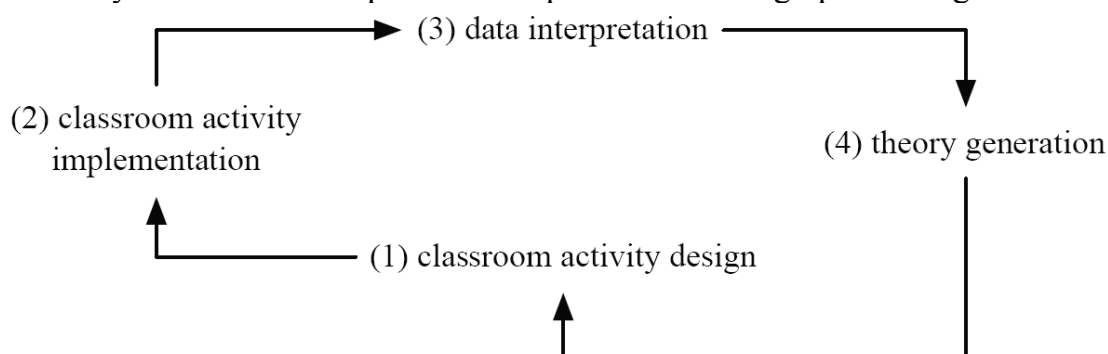 (3) data interpretation
(2) classroom activity
implementation
(4) theory generation
(1) classroom activity design